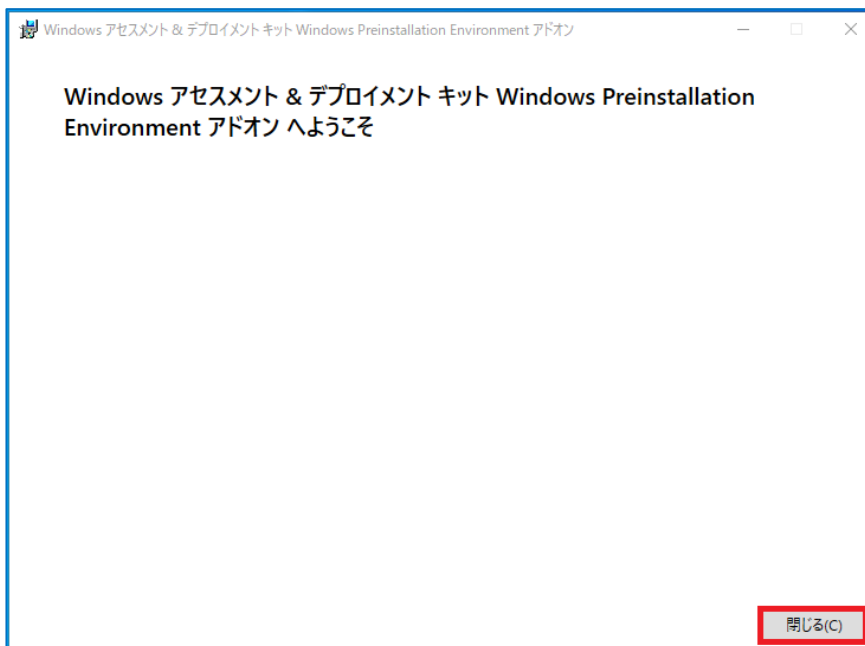 Windows アセスメント & デプロイメント キット Windows Preinstallation Environment アドオン
Windows アセスメント & デプロイメント キット Windows Preinstallation
Environment アドオン へようこそ
閉じる(C)